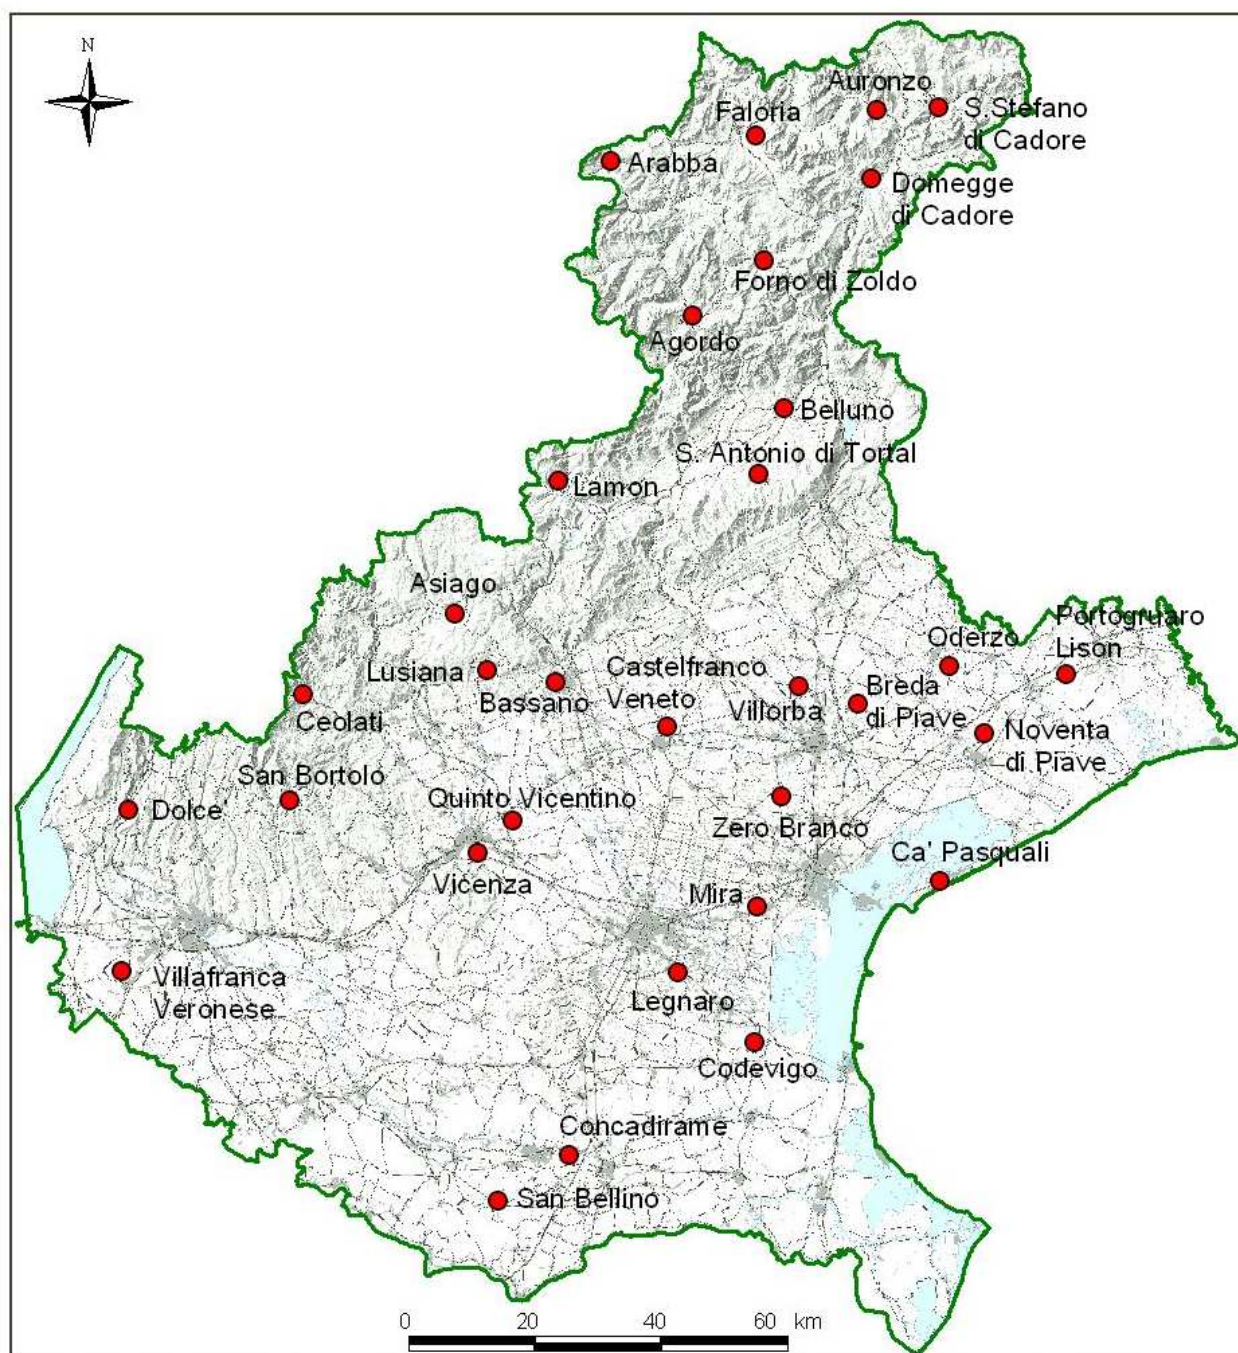 N
Auronzo
S.Stefano
di Cadore
Faloria
Arabba
Domegge
di Cadore
Forno di Zoldo
Agordo
Belluno
S. Antonio di Tortal
Lamon
Asiago
Portogruaro
Lison
Oderzo
Lusiana
Castelfranco
Veneto
Bassano
Villorba
Breda
di Piave
Ceolati
Noventa
di Piave
San Bortolo
Quinto Vicentino
Dolce'
Zero Branco
Ca' Pasquali
Vicenza
Mira
Villafranca
Veronese
Legnaro
Codevigo
Concadirame
San Bellino
0 20 40 60 km